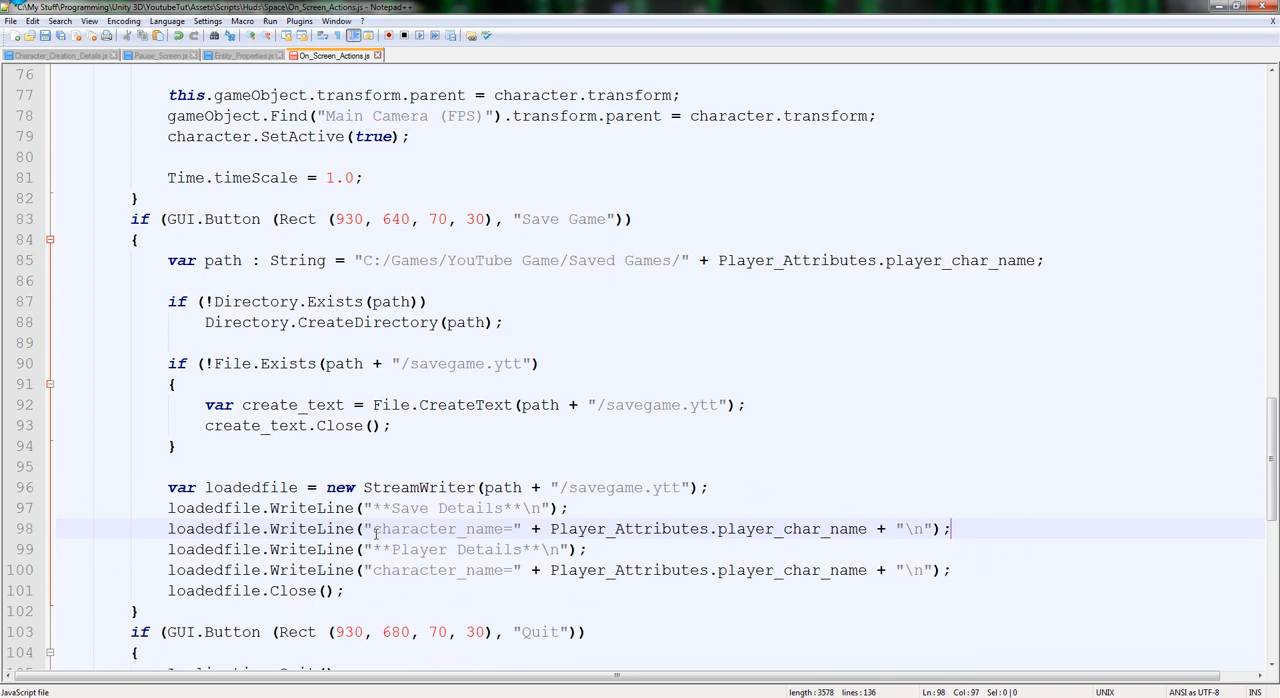 *C:\My Stuff\Programming\Unity 3D\YoutubeTut\Assets\Scripts\Huds\Space\On_Screen_Actions.js - Notepad++
File Edit Search View Encoding Language Settings Macro Run Plugins Window ? X
Character_Creation_Details.js Pause_Screen.js Entity_Properties.js On_Screen_Actions.js
76
77 this.gameObject.transform.parent = character.transform;
78 gameObject.Find("Main Camera (FPS)").transform.parent = character.transform;
79 character.SetActive(true);
80
81 Time.timeScale = 1.0;
82 }
83 if (GUI.Button (Rect (930, 640, 70, 30), "Save Game"))
84 {
85 var path : String = "C:/Games/YouTube Game/Saved Games/" + Player_Attributes.player_char_name;
86
87 if (!Directory.Exists(path))
88 Directory.CreateDirectory(path);
89
90 if (!File.Exists(path + "/savegame.ytt")
91 {
92 var create_text = File.CreateText(path + "/savegame.ytt");
93 create_text.Close();
94 }
95
96 var loadedfile = new StreamWriter(path + "/savegame.ytt");
97 loadedfile.WriteLine("**Save Details**\n");
98 loadedfile.WriteLine("character_name=" + Player_Attributes.player_char_name + "\n");
99 loadedfile.WriteLine("**Player Details**\n");
100 loadedfile.WriteLine("character_name=" + Player_Attributes.player_char_name + "\n");
101 loadedfile.Close();
102 }
103 if (GUI.Button (Rect (930, 680, 70, 30), "Quit"))
104 {
JavaScript file length : 3578 lines : 136 Ln : 98 Col : 97 Sel : 0 | 0 UNIX ANSI as UTF-8 INS